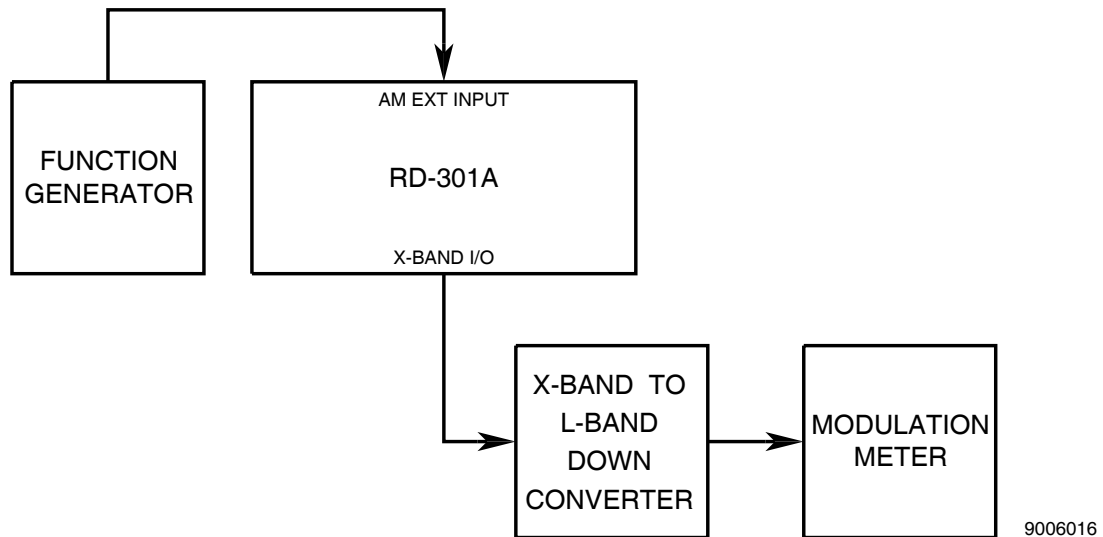 FUNCTION
GENERATOR
AM EXT INPUT
RD-301A
X-BAND I/O
X-BAND TO
L-BAND
DOWN
CONVERTER
MODULATION
METER
9006016